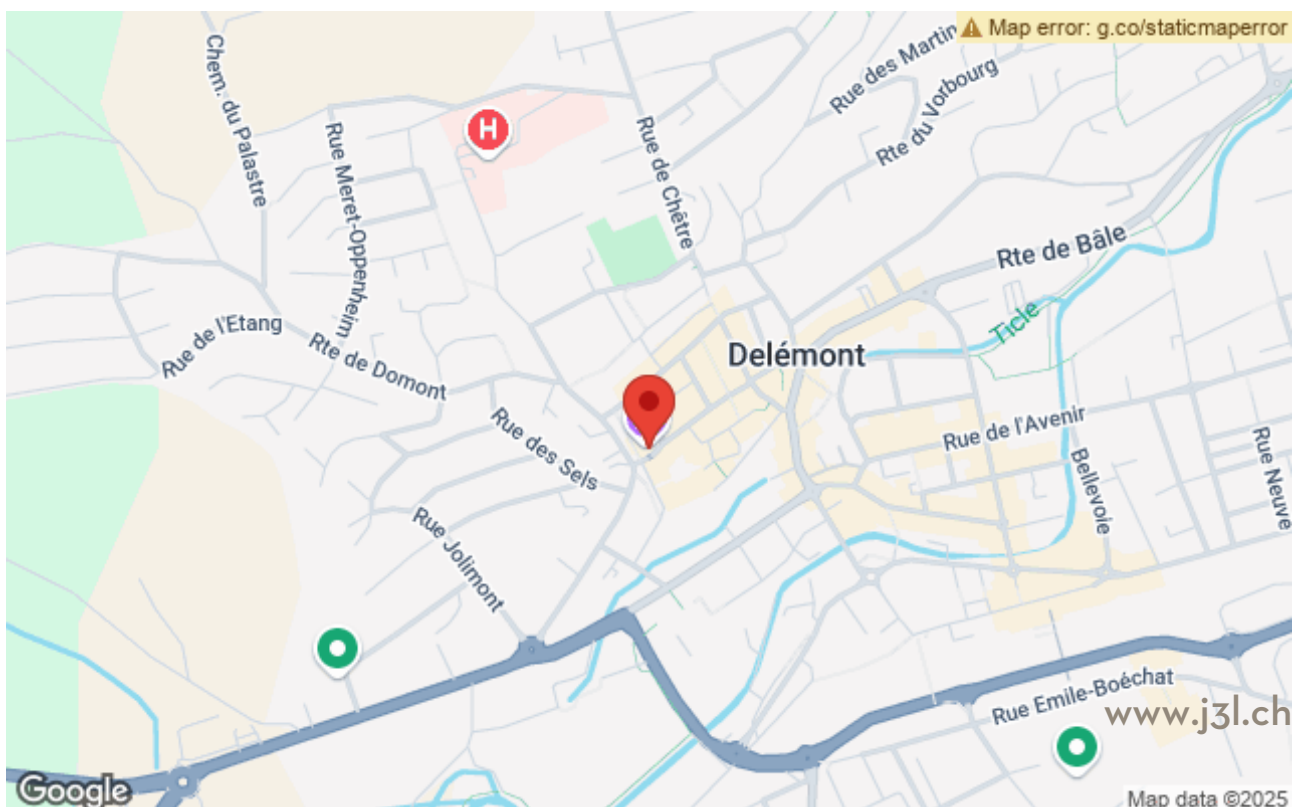 Map error: g.co/staticmaperror
Chem. du Palastre
Rue des Martin
Rte du Vorbourg
H
Rue Meret-Oppenheim
Rue de Chêtre
Rte de Bâle
Rue de l'Etang
Rte de Domont
Ticle
Delémont
Rue des Sels
Rue de l'Avenir
Bellevoie
Rue Neuve
Rue Jolimont
Rue Emile-Boéchat
www.j3l.ch
Google
Map data ©2025